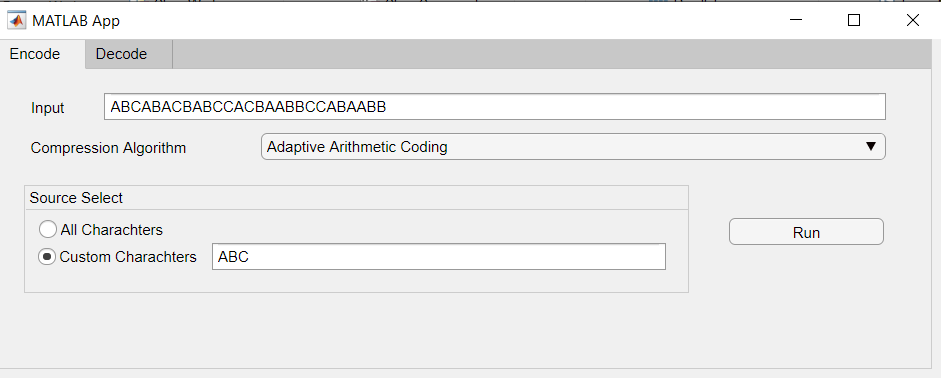 MATLAB App
Encode Decode
Input ABCABACBABCCACBAABBCCABAABB
Compression Algorithm Adaptive Arithmetic Coding
Source Select
All Charachters
Run
Custom Charachters ABC